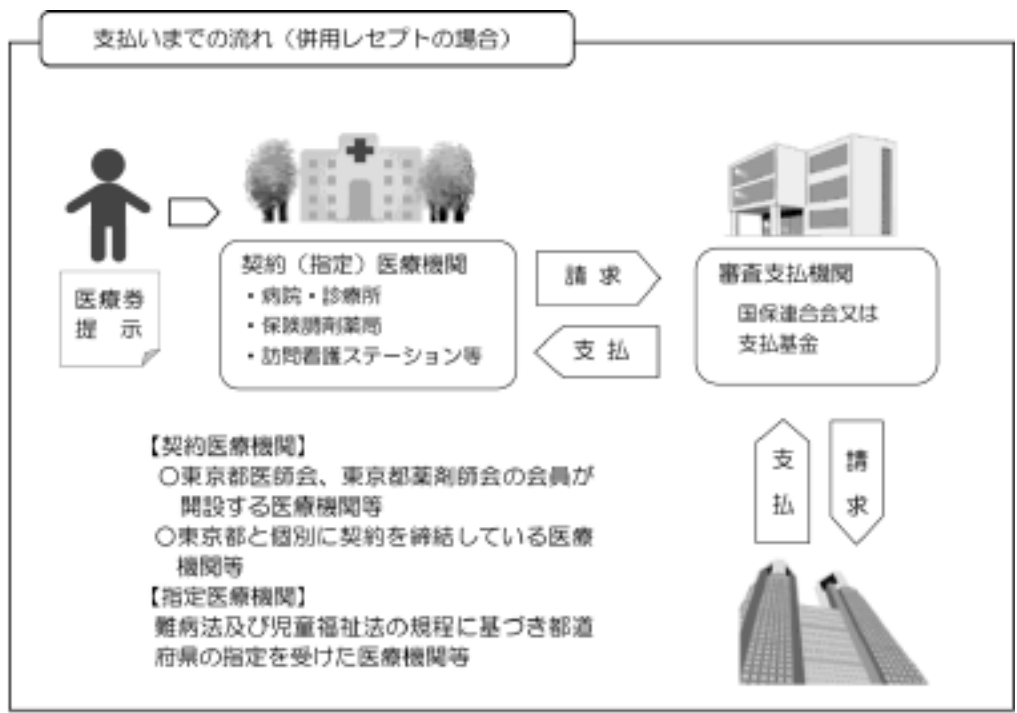 支払いまでの流れ（併用レセプトの場合）
医療券
提　示
契約（指定）医療機関
・病院・診療所
・保険調剤薬局
・訪問看護ステーション等
請 求
支 払
審査支払機関
国保連合会又は
支払基金
支払
請求
【契約医療機関】
○東京都医師会、東京都薬剤師会の会員が
開設する医療機関等
○東京都と個別に契約を締結している医療
機関等
【指定医療機関】
難病法及び児童福祉法の規程に基づき都道
府県の指定を受けた医療機関等